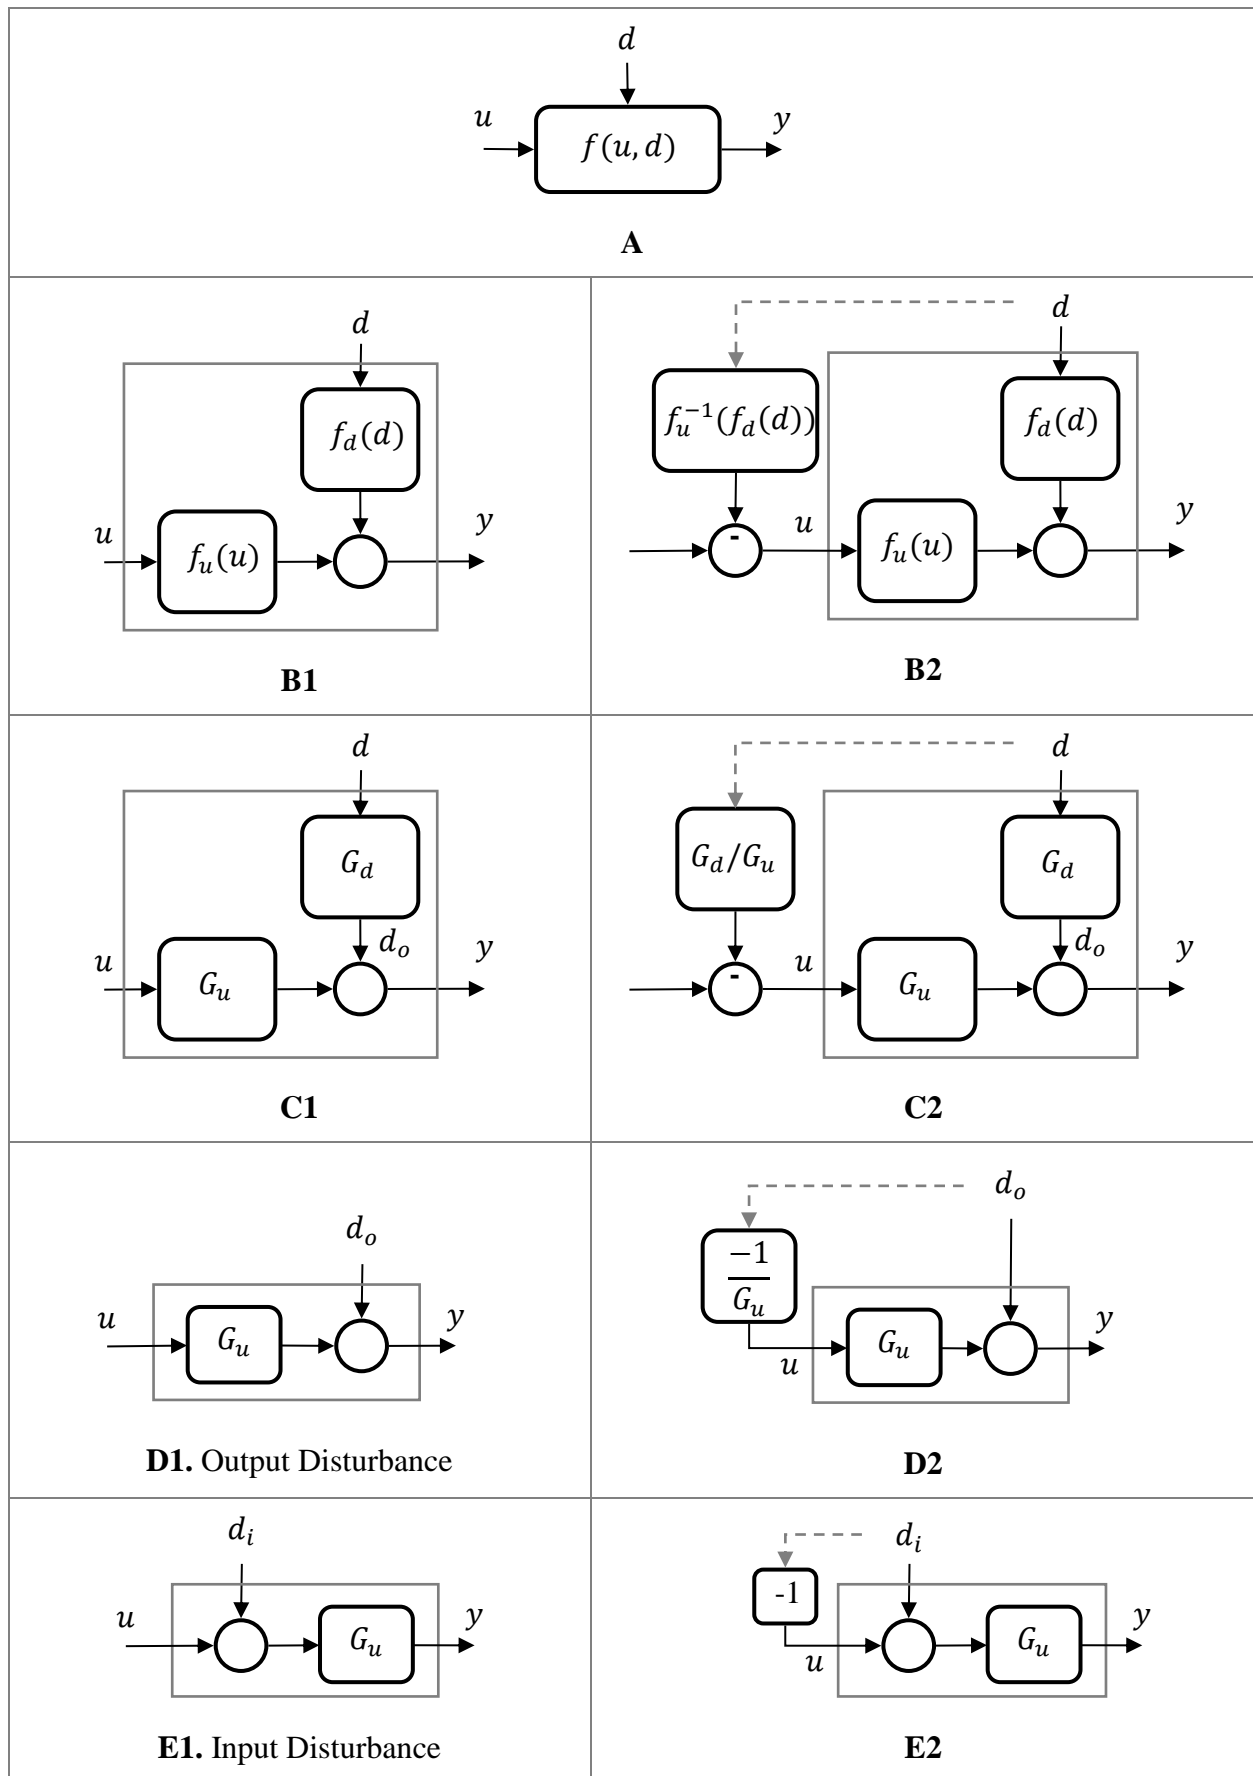 d
u
f(u, d)
y
A
d
f_d(d)
u
f_u(u)
y
B1
d
f_u^{-1}(f_d(d))
f_d(d)
-
u
f_u(u)
y
B2
d
G_d
d_o
u
G_u
y
C1
d
G_d/G_u
G_d
-
d_o
u
G_u
y
C2
d_o
u
G_u
y
D1. Output Disturbance
d_o
−1
G_u
G_u
y
u
D2
d_i
u
G_u
y
E1. Input Disturbance
d_i
-1
G_u
y
u
E2